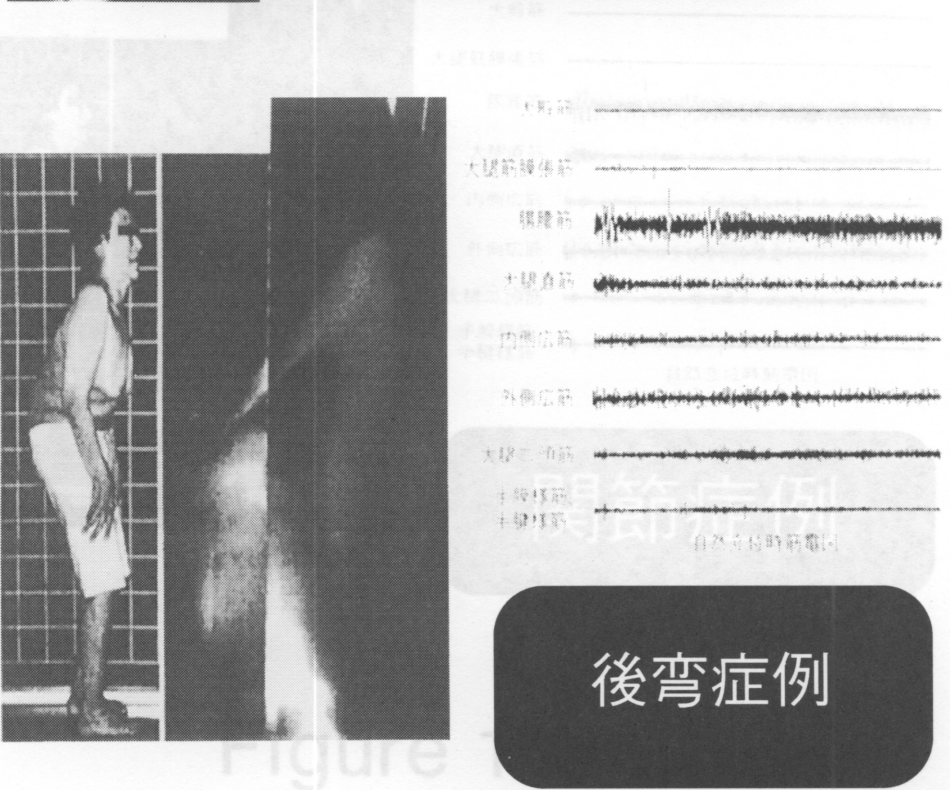 大殿筋
大腿筋膜張筋
腸腰筋
大腿直筋
内側広筋
外側広筋
大腿二頭筋
半膜様筋
半腱様筋
自然立位時筋電図
関節症例
後弯症例
Figure 1